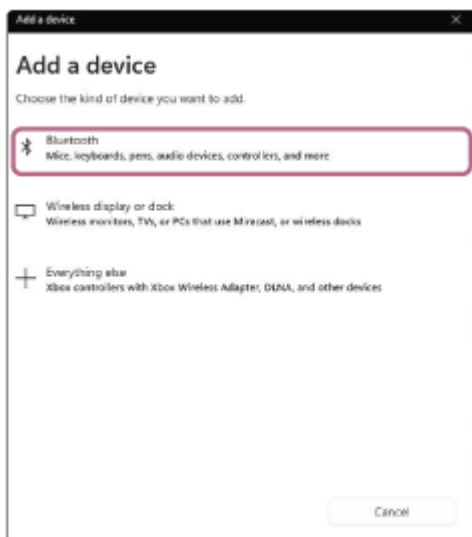 Add a device
Add a device
Choose the kind of device you want to add.
Bluetooth
Mice, keyboards, pens, audio devices, controllers, and more
Wireless display or dock
Wireless monitors, TVs, or PCs that use Miracast, or wireless docks
Everything else
Xbox controllers with Xbox Wireless Adapter, DLNA, and other devices
Cancel